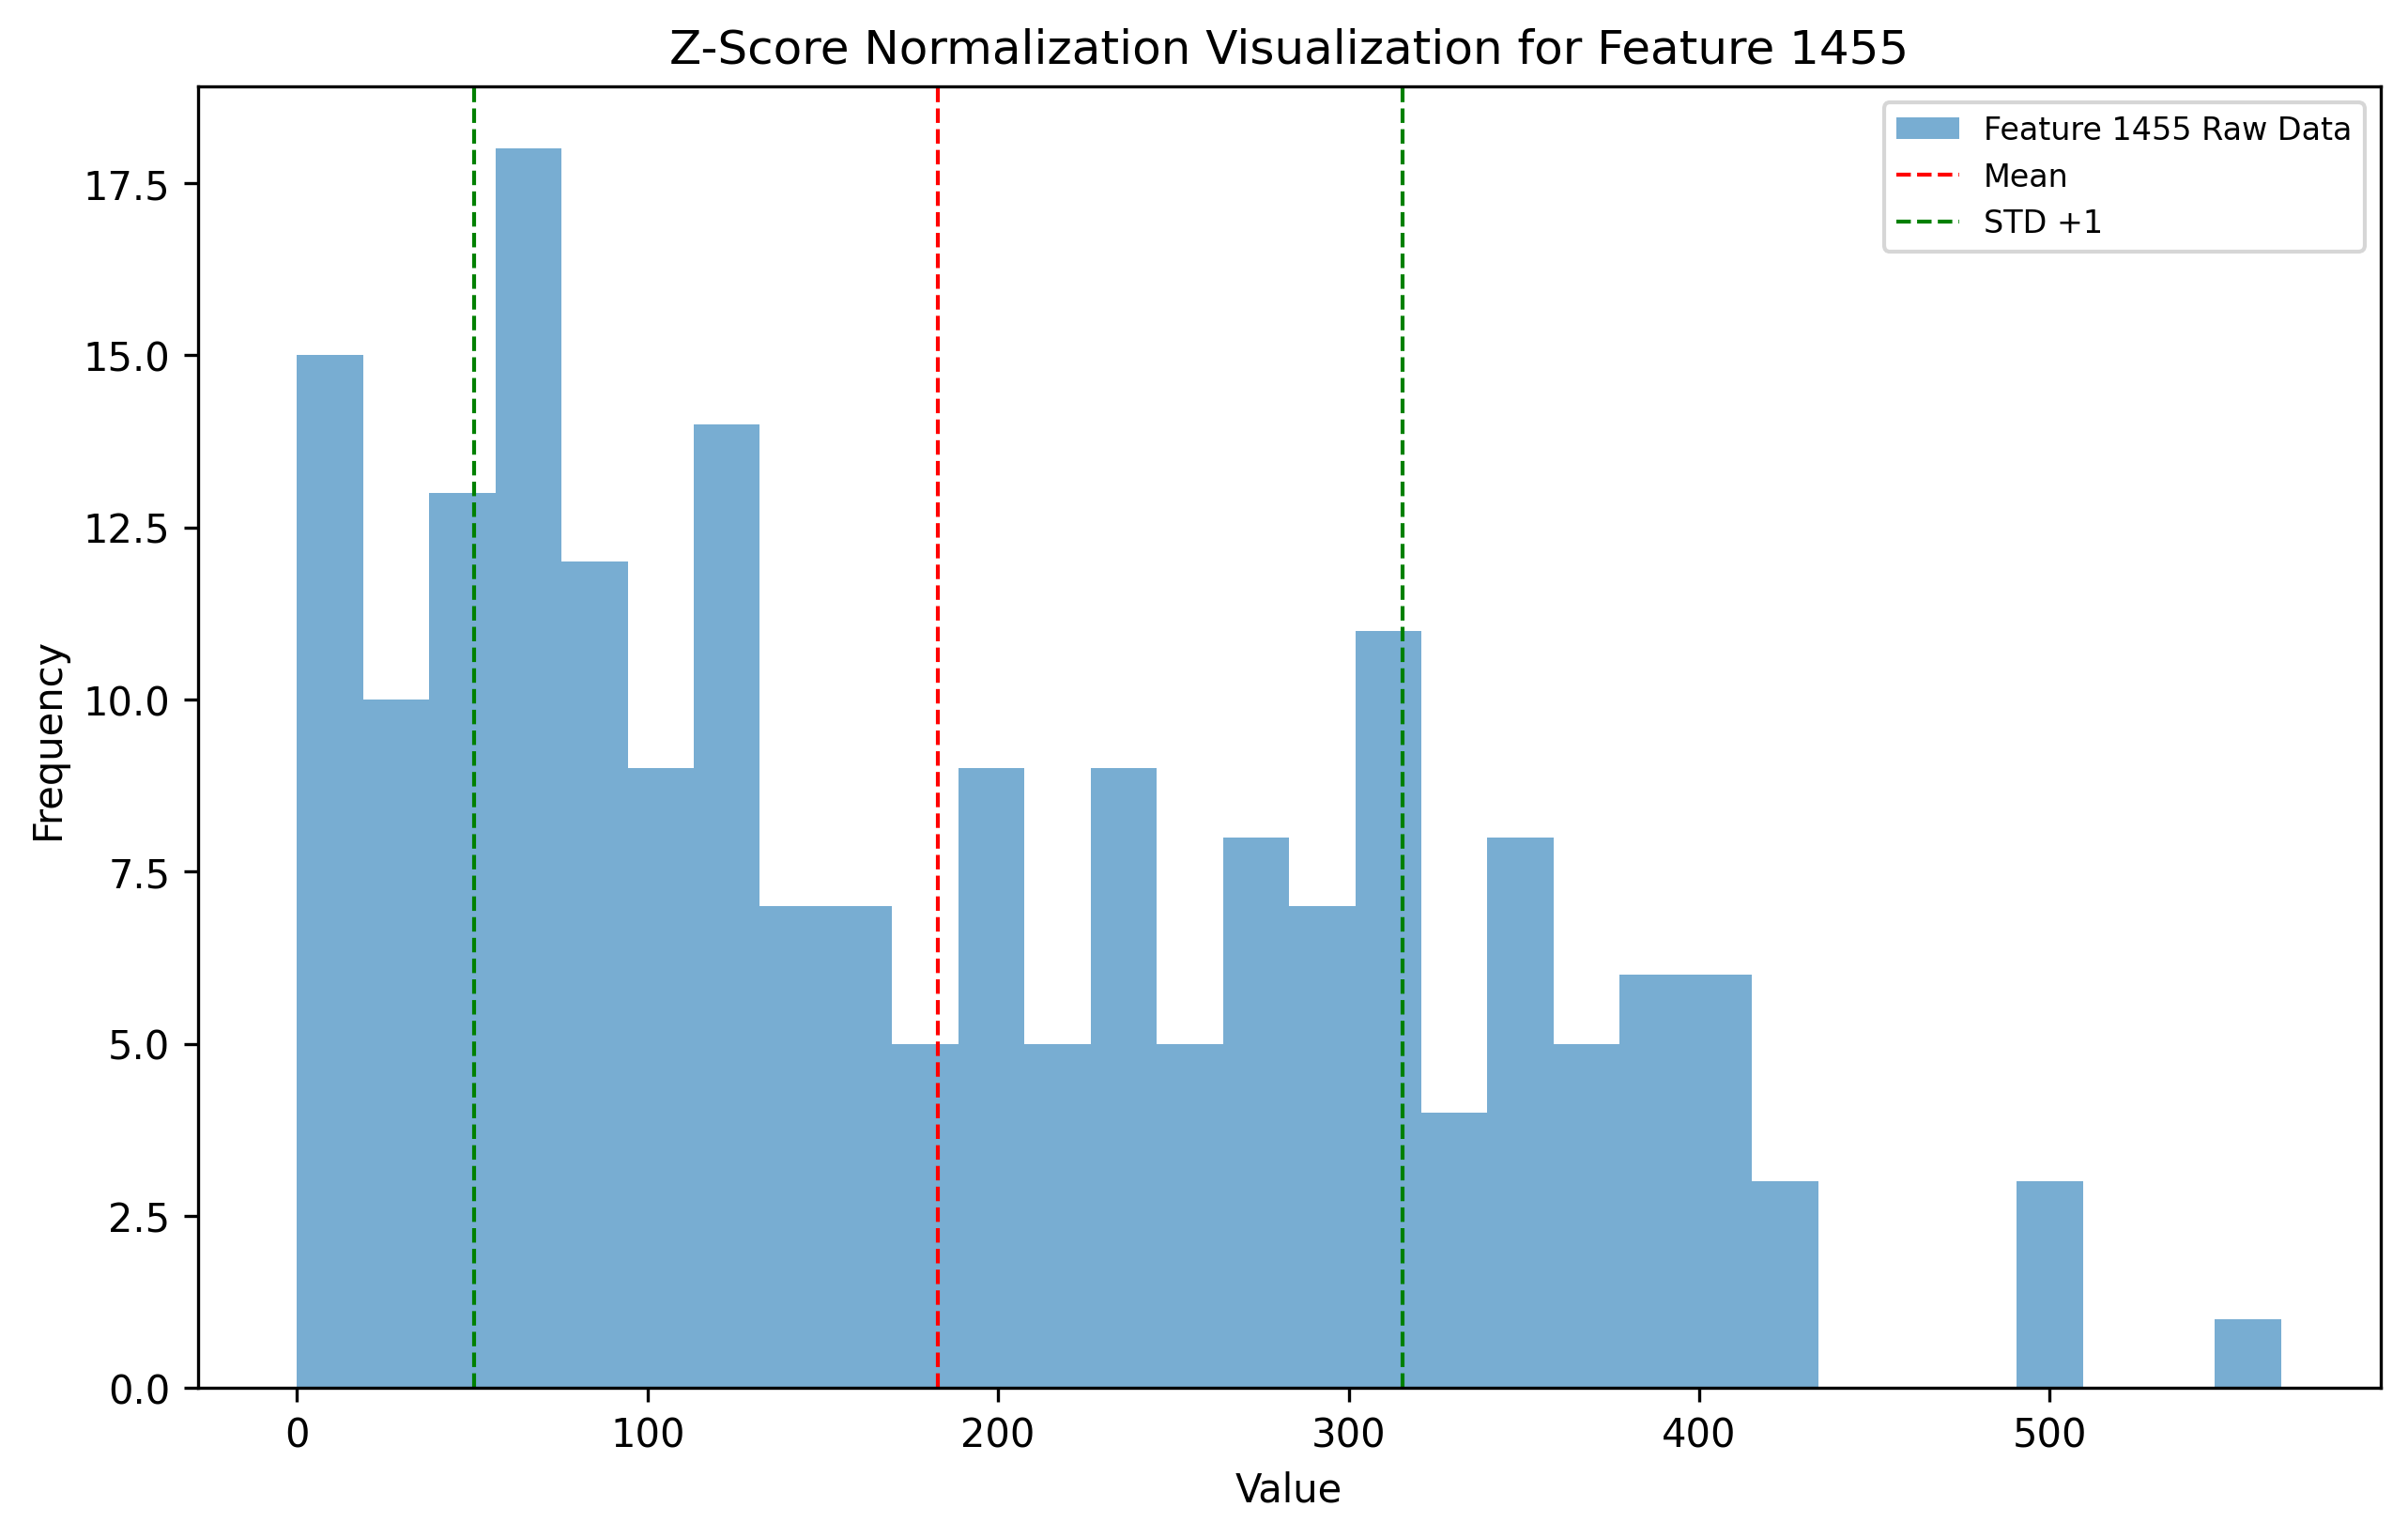 Z-Score Normalization Visualization for Feature 1455
Feature 1455 Raw Data
Mean
STD +1
17.5
15.0
12.5
10.0
7.5
5.0
2.5
0.0
Frequency
0 100 200 300 400 500
Value